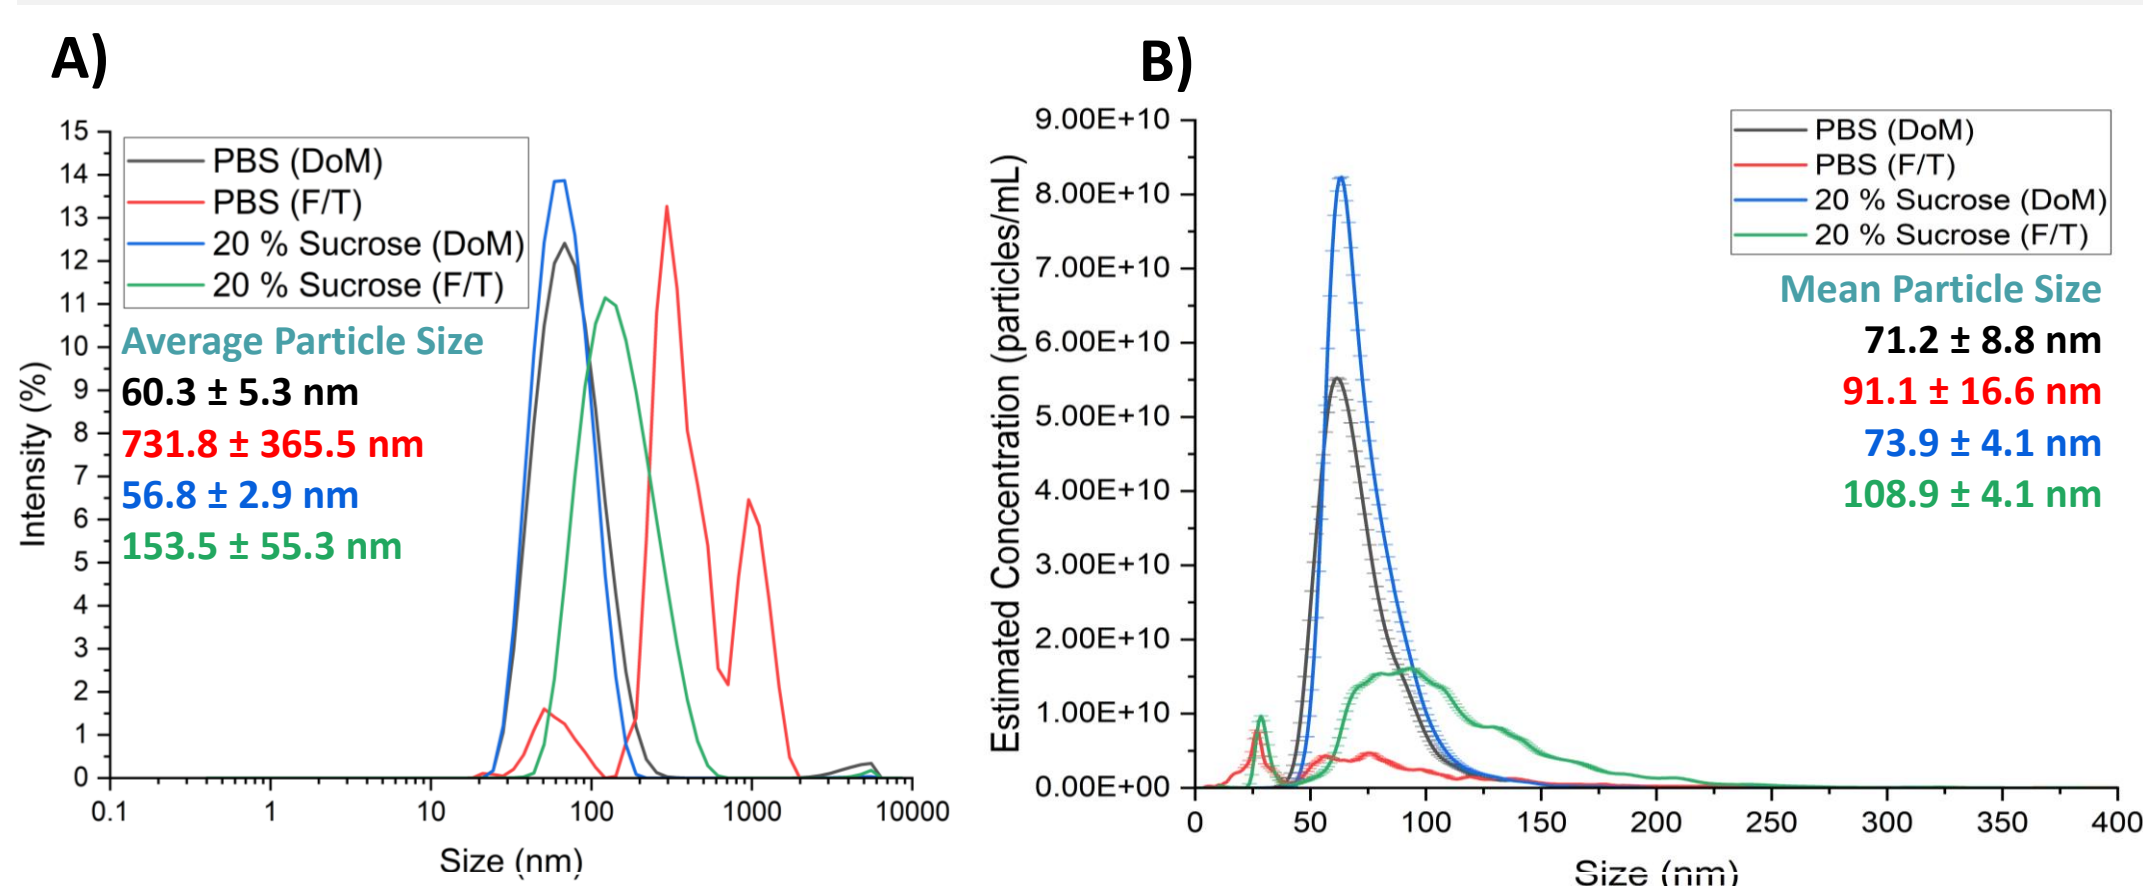 A)
15
14
13
12
11
10
9
8
7
6
5
4
3
2
1
0
Intensity (%)
PBS (DoM)
PBS (F/T)
20 % Sucrose (DoM)
20 % Sucrose (F/T)
Average Particle Size
60.3 ± 5.3 nm
731.8 ± 365.5 nm
56.8 ± 2.9 nm
153.5 ± 55.3 nm
0.1 1 10 100 1000 10000
Size (nm)
B)
9.00E+10
8.00E+10
7.00E+10
6.00E+10
5.00E+10
4.00E+10
3.00E+10
2.00E+10
1.00E+10
0.00E+00
Estimated Concentration (particles/mL)
PBS (DoM)
PBS (F/T)
20 % Sucrose (DoM)
20 % Sucrose (F/T)
Mean Particle Size
71.2 ± 8.8 nm
91.1 ± 16.6 nm
73.9 ± 4.1 nm
108.9 ± 4.1 nm
0 50 100 150 200 250 300 350 400
Size (nm)